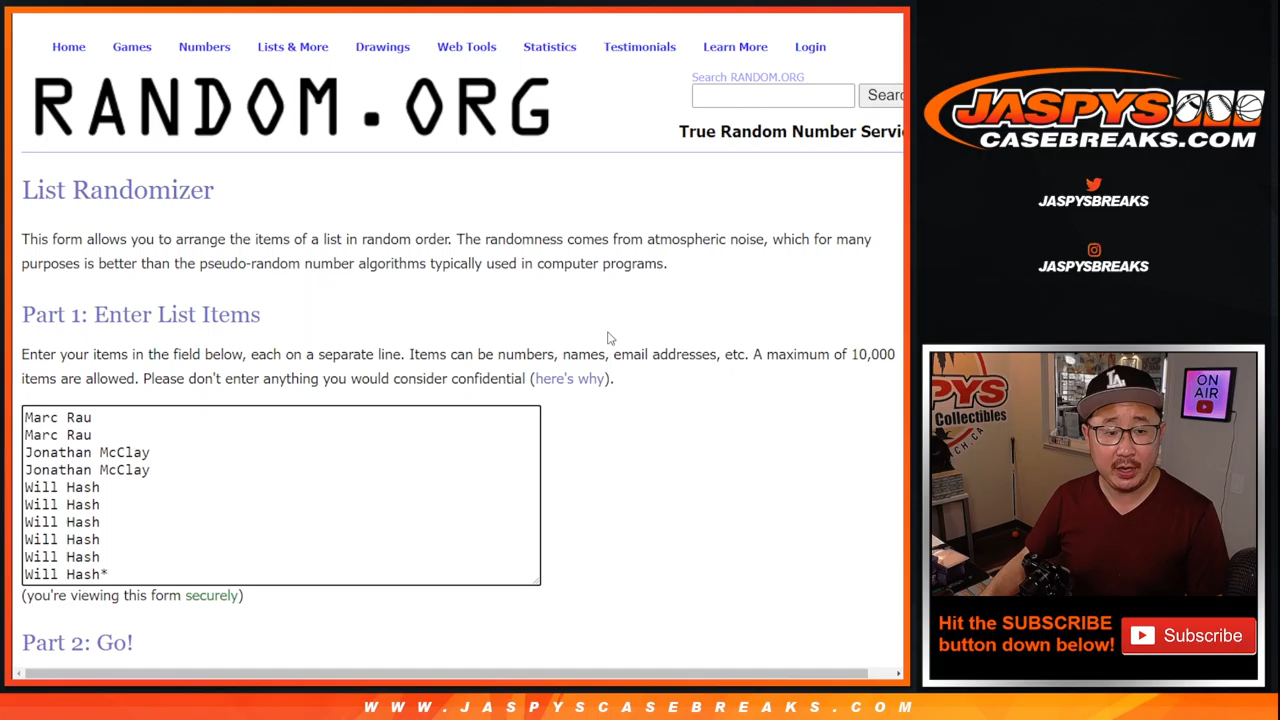 Home Games Numbers Lists & More Drawings Web Tools Statistics Testimonials Learn More Login
RANDOM.ORG
Search RANDOM.ORG
Searc
True Random Number Servi
List Randomizer
This form allows you to arrange the items of a list in random order. The randomness comes from atmospheric noise, which for many
purposes is better than the pseudo-random number algorithms typically used in computer programs.
Part 1: Enter List Items
Enter your items in the field below, each on a separate line. Items can be numbers, names, email addresses, etc. A maximum of 10,000
items are allowed. Please don't enter anything you would consider confidential (here's why).
Marc Rau
Marc Rau
Jonathan McClay
Jonathan McClay
Will Hash
Will Hash
Will Hash
Will Hash
Will Hash
Will Hash*
(you're viewing this form securely)
Part 2: Go!
JASPYS
CASEBREAKS.COM
JASPYSBREAKS
JASPYSBREAKS
PYS
Collectibles
LA
ON
AIR
Hit the SUBSCRIBE
button down below!
Subscribe
WWW.JASPYSCASEBREAKS.COM